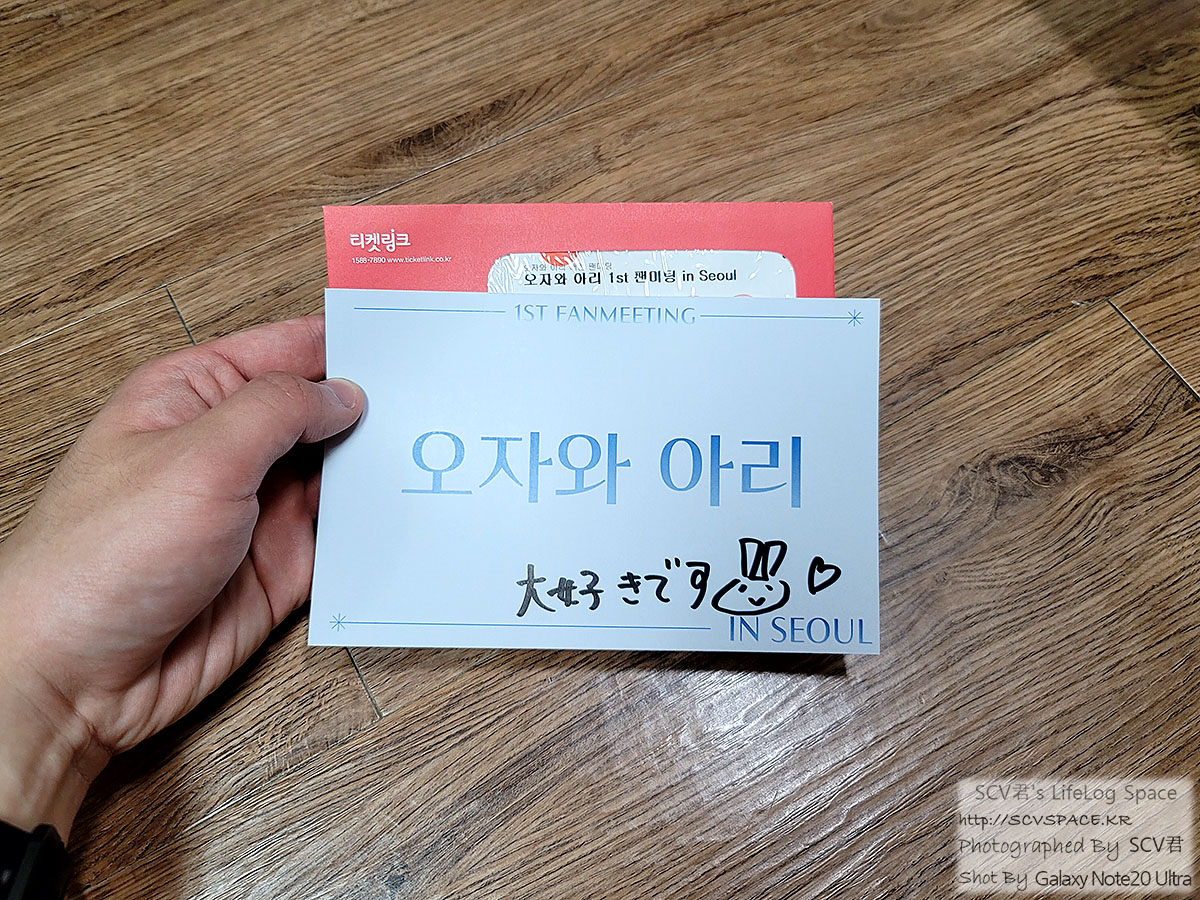 티켓링크
1588-7890 www.ticketlink.co.kr
오자와 아리 1st 팬미팅 in Seoul
1ST FANMEETING
오자와 아리
大好きです
IN SEOUL
SCV君's LifeLog Space
http://SCVSPACE.KR
Photographed By SCV君
Shot By Galaxy Note20 Ultra